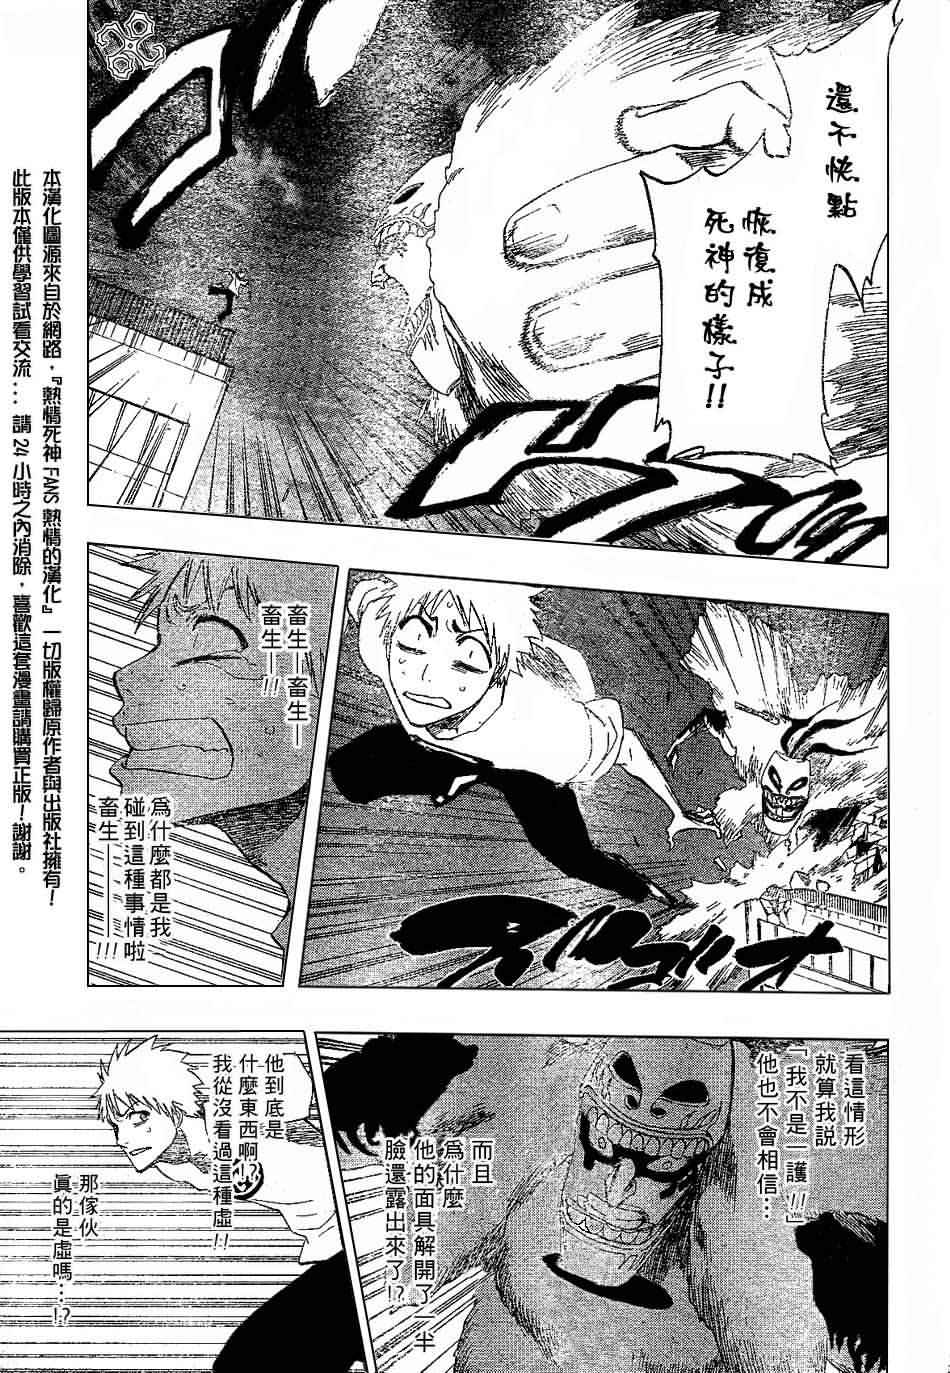 還不快點
恢復成
死神的樣子!!
畜生—畜生—
畜生—!!
為什麼都是我
碰到這種事情啦
畜生—!!!
看這情形
就算我說
「我不是一護!!」
他也不會相信…
而且
為什麼
他的面具解開了一半
臉還露出來了!?
他到底是
什麼東西啊!?
我從沒看過這種虛!!
那傢伙
真的是虛嗎…!?
本漢化圖源來自於網路，『熱情死神 FANS 熱情的漢化』一切版權歸原作者與出版社擁有！
此版本僅供學習試看交流... 請 24 小時之內消除，喜歡這套漫畫請購買正版！謝謝。